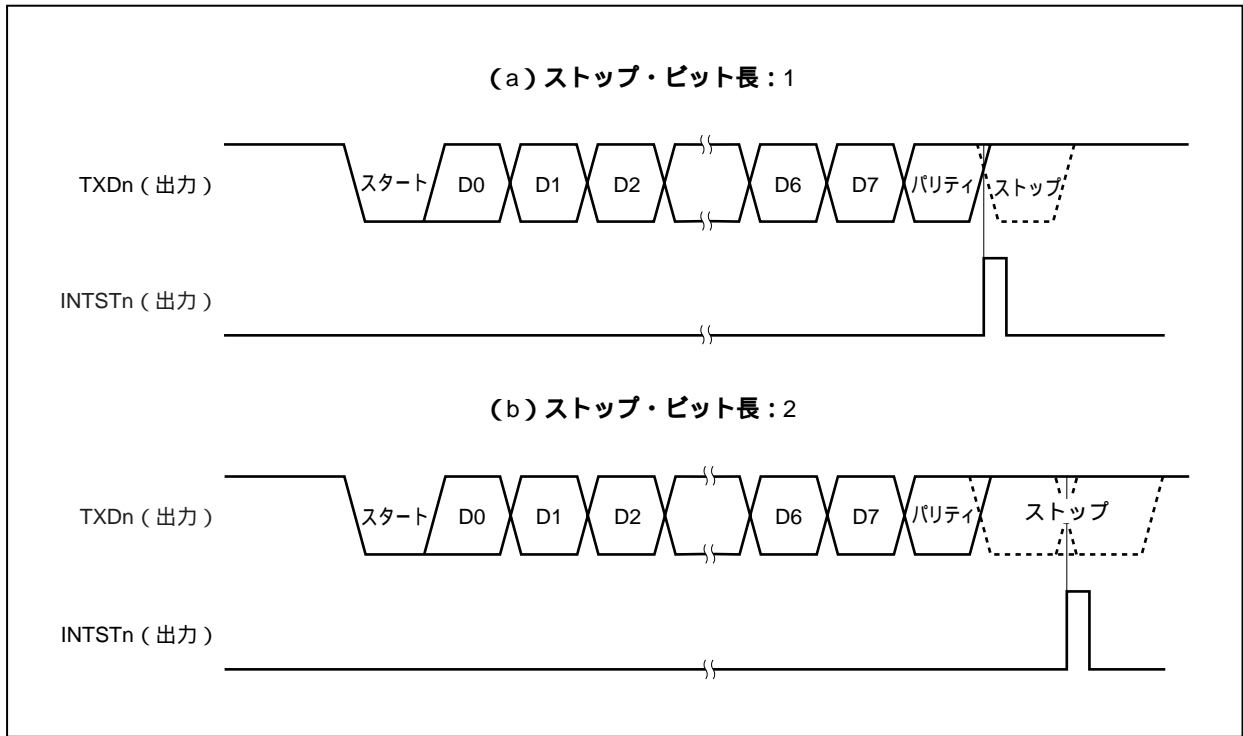 (a)ストップ・ビット長:1
TXDn(出力)
スタート D0 D1 D2 D6 D7 パリティ ストップ
INTSTn(出力)
(b)ストップ・ビット長:2
TXDn(出力)
スタート D0 D1 D2 D6 D7 パリティ ストップ
INTSTn(出力)